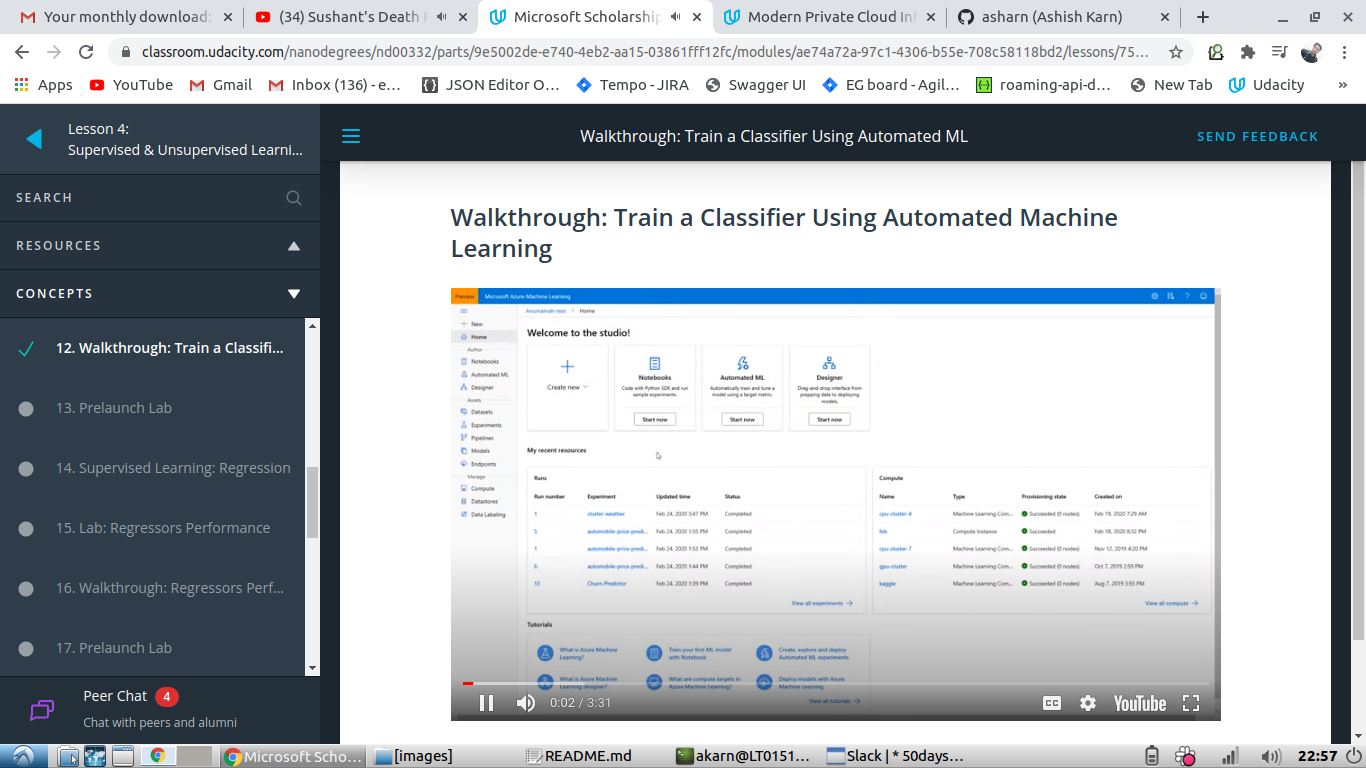 Your monthly download:
(34) Sushant's Death P
Microsoft Scholarship
Modern Private Cloud Inf
asharn (Ashish Karn)
classroom.udacity.com/nanodegrees/nd00332/parts/9e5002de-e740-4eb2-aa15-03861fff12fc/modules/ae74a72a-97c1-4306-b55e-708c58118bd2/lessons/75...
Apps
YouTube
Gmail
Inbox (136) - e...
JSON Editor O...
Tempo - JIRA
Swagger UI
EG board - Agil...
roaming-api-d...
New Tab
Udacity
»
Lesson 4:
Supervised & Unsupervised Learni...
Walkthrough: Train a Classifier Using Automated ML
SEND FEEDBACK
SEARCH
RESOURCES
CONCEPTS
12. Walkthrough: Train a Classifi...
13. Prelaunch Lab
14. Supervised Learning: Regression
15. Lab: Regressors Performance
16. Walkthrough: Regressors Perf...
17. Prelaunch Lab
Peer Chat 4
Chat with peers and alumni
Walkthrough: Train a Classifier Using Automated Machine
Learning
Preview Microsoft Azure Machine Learning
Anumamah-test > Home
New
Home
Author
Notebooks
Automated ML
Designer
Assets
Datasets
Experiments
Pipelines
Models
Endpoints
Manage
Compute
Datastores
Data Labeling
Welcome to the studio!
Create new
Notebooks
Code with Python SDK and run
sample experiments.
Start now
Automated ML
Automatically train and tune a
model using a target metric.
Start now
Designer
Drag-and-drop interface from
prepping data to deploying
models.
Start now
My recent resources
Runs
Run number Experiment Updated time Status
1 cluster-weather Feb 24, 2020 3:47 PM Completed
5 automobile-price-predi... Feb 24, 2020 1:53 PM Completed
1 automobile-price-predi... Feb 24, 2020 1:53 PM Completed
6 automobile-price-predi... Feb 24, 2020 1:44 PM Completed
13 Churn-Predictor Feb 24, 2020 1:39 PM Completed
View all experiments
Compute
Name Type Provisioning state Created on
cpu-cluster-4 Machine Learning Com... Succeeded (0 nodes) Feb 19, 2020 7:29 AM
feb Compute Instance Succeeded Feb 18, 2020 8:32 PM
cpu-cluster-7 Machine Learning Com... Succeeded (0 nodes) Nov 12, 2019 4:20 PM
gpu-cluster Machine Learning Com... Succeeded (0 nodes) Oct 7, 2019 2:59 PM
kaggle Machine Learning Com... Succeeded (0 nodes) Aug 7, 2019 3:55 PM
View all compute
Tutorials
What is Azure Machine
Learning?
Train your first ML model
with Notebook
Create, explore and deploy
Automated ML experiments.
What is Azure Machine
Learning designer?
What are compute targets in
Azure Machine Learning?
Deploy models with Azure
Machine Learning
View all tutorials
0:02 / 3:31
CC
YouTube
Microsoft Scho...
[images]
README.md
akarn@LT0151...
Slack | * 50days...
22:57